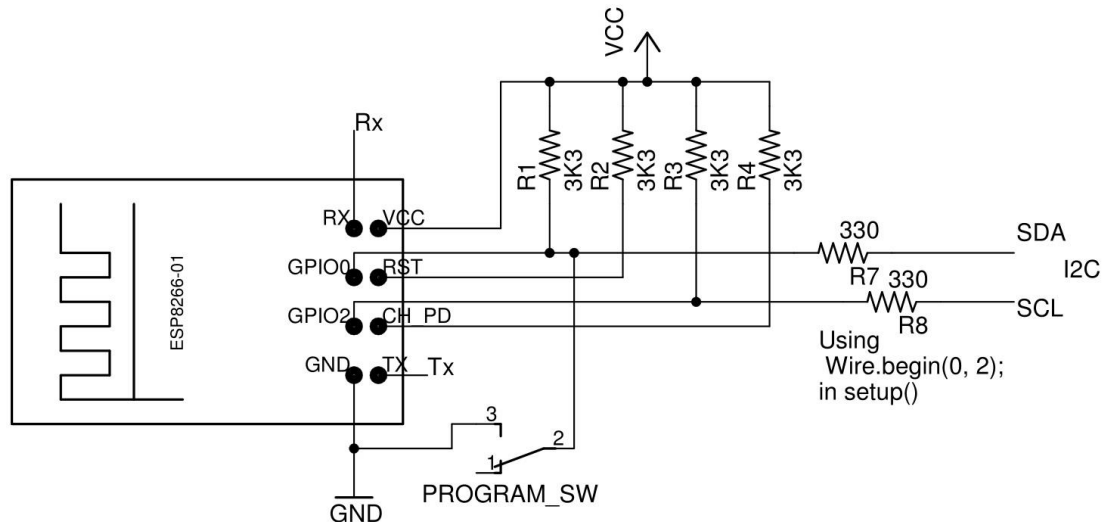 VCC
Rx
R1
3K3
R2
3K3
R3
3K3
R4
3K3
RX
VCC
GPIO0
RST
GPIO2
CH_PD
GND
TX
Tx
ESP8266-01
330
R7
SDA
I2C
330
R8
SCL
Using
Wire.begin(0, 2);
in setup()
3
2
1
PROGRAM_SW
GND